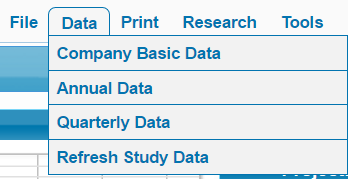 File Data Print Research Tools
Company Basic Data
Annual Data
Quarterly Data
Refresh Study Data